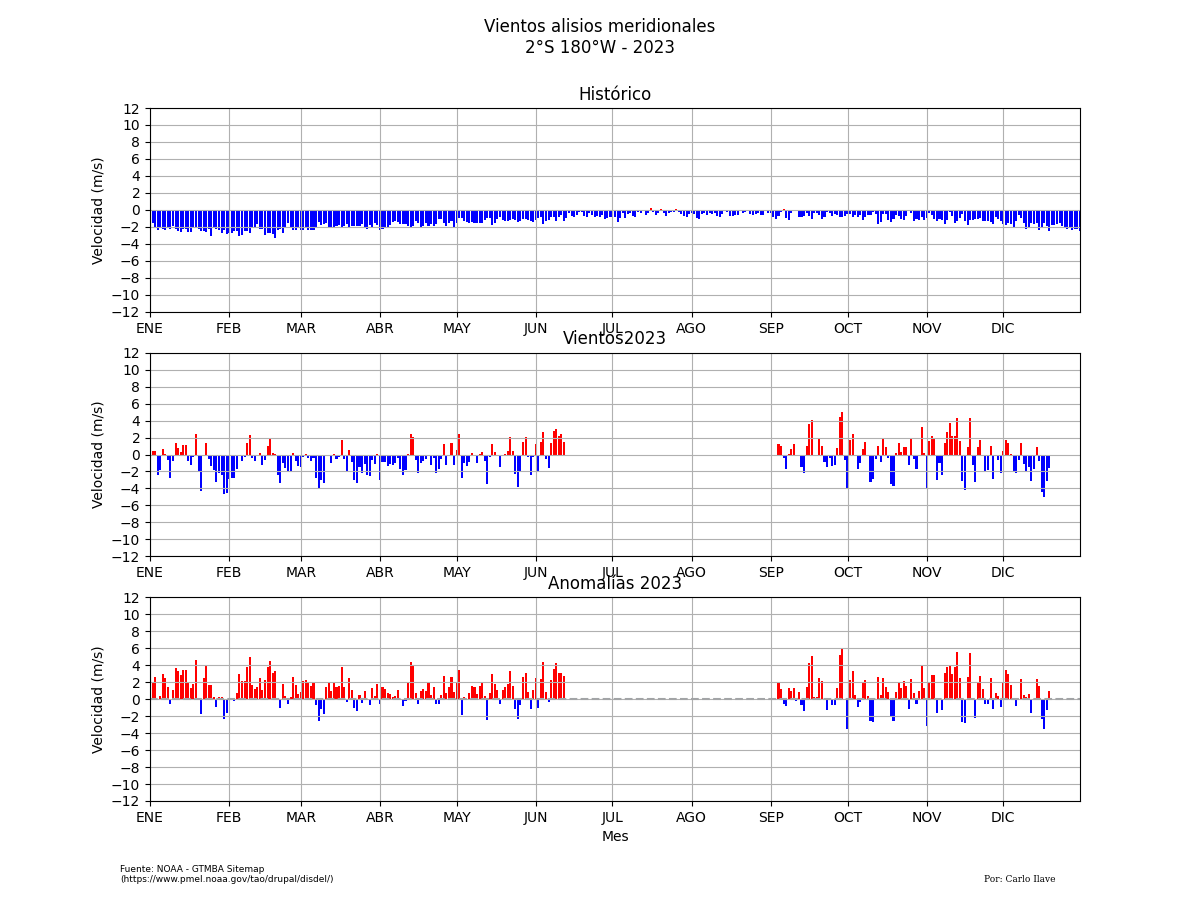 Vientos alisios meridionales
2°S 180°W - 2023
Histórico
Velocidad (m/s)
12
10
8
6
4
2
0
−2
−4
−6
−8
−10
−12
ENE FEB MAR ABR MAY JUN JUL AGO SEP OCT NOV DIC
Vientos2023
Velocidad (m/s)
12
10
8
6
4
2
0
−2
−4
−6
−8
−10
−12
ENE FEB MAR ABR MAY JUN JUL AGO SEP OCT NOV DIC
Anomalías 2023
Velocidad (m/s)
12
10
8
6
4
2
0
−2
−4
−6
−8
−10
−12
ENE FEB MAR ABR MAY JUN JUL AGO SEP OCT NOV DIC
Mes
Fuente: NOAA - GTMBA Sitemap
(https://www.pmel.noaa.gov/tao/drupal/disdel/)
Por: Carlo Ilave